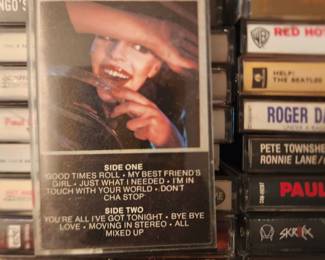 NGO'S
SIDE ONE
GOOD TIMES ROLL • MY BEST FRIEND'S
GIRL • JUST WHAT I NEEDED • I'M IN
TOUCH WITH YOUR WORLD • DON'T
CHA STOP
SIDE TWO
YOU'RE ALL I'VE GOT TONIGHT • BYE BYE
LOVE • MOVING IN STEREO • ALL
MIXED UP
RED HO
HELP!
THE BEATLES
ROGER DA
PETE TOWNSHE
RONNIE LANE/
PAUL
SKRILLEX